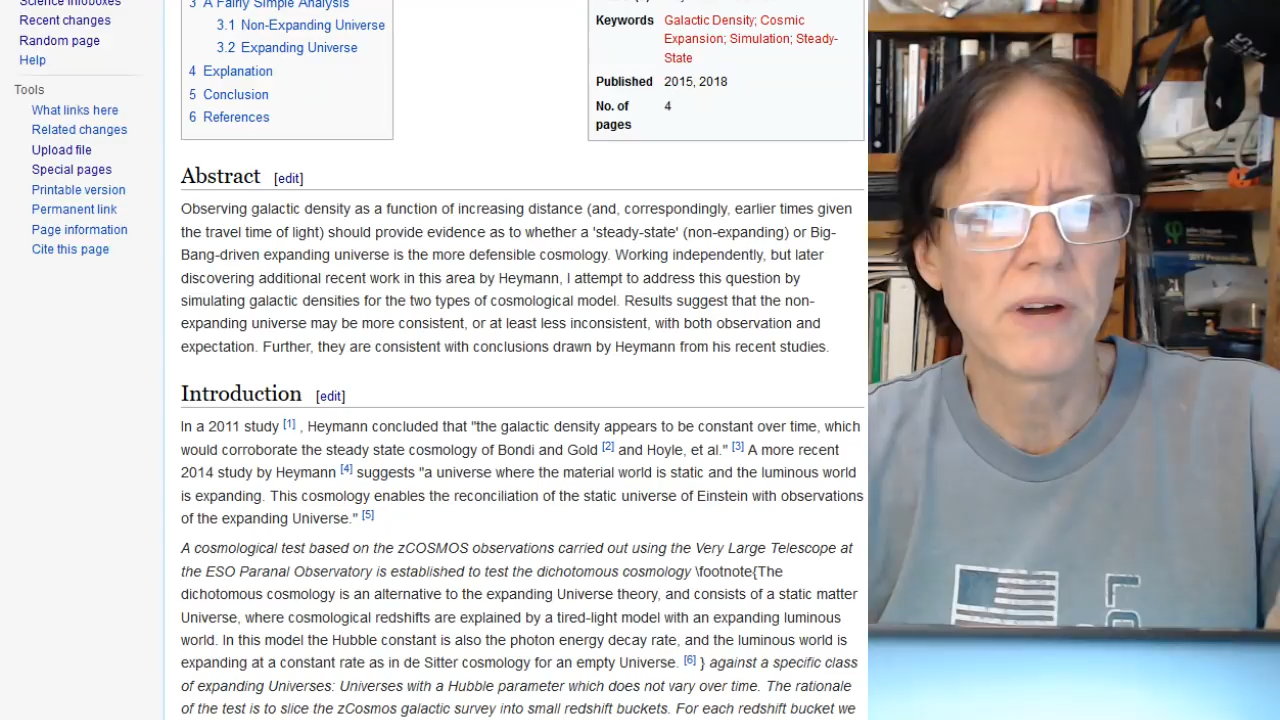 Science infoboxes
Recent changes
Random page
Help
Tools
What links here
Related changes
Upload file
Special pages
Printable version
Permanent link
Page information
Cite this page
3 A Fairly Simple Analysis
3.1 Non-Expanding Universe
3.2 Expanding Universe
4 Explanation
5 Conclusion
6 References
Keywords Galactic Density; Cosmic
Expansion; Simulation; Steady-
State
Published 2015, 2018
No. of 4
pages
Abstract [edit]
Observing galactic density as a function of increasing distance (and, correspondingly, earlier times given
the travel time of light) should provide evidence as to whether a 'steady-state' (non-expanding) or Big-
Bang-driven expanding universe is the more defensible cosmology. Working independently, but later
discovering additional recent work in this area by Heymann, I attempt to address this question by
simulating galactic densities for the two types of cosmological model. Results suggest that the non-
expanding universe may be more consistent, or at least less inconsistent, with both observation and
expectation. Further, they are consistent with conclusions drawn by Heymann from his recent studies.
Introduction [edit]
In a 2011 study [1] , Heymann concluded that "the galactic density appears to be constant over time, which
would corroborate the steady state cosmology of Bondi and Gold [2] and Hoyle, et al." [3] A more recent
2014 study by Heymann [4] suggests "a universe where the material world is static and the luminous world
is expanding. This cosmology enables the reconciliation of the static universe of Einstein with observations
of the expanding Universe." [5]
A cosmological test based on the zCOSMOS observations carried out using the Very Large Telescope at
the ESO Paranal Observatory is established to test the dichotomous cosmology \footnote{The
dichotomous cosmology is an alternative to the expanding Universe theory, and consists of a static matter
Universe, where cosmological redshifts are explained by a tired-light model with an expanding luminous
world. In this model the Hubble constant is also the photon energy decay rate, and the luminous world is
expanding at a constant rate as in de Sitter cosmology for an empty Universe. [6] } against a specific class
of expanding Universes: Universes with a Hubble parameter which does not vary over time. The rationale
of the test is to slice the zCosmos galactic survey into small redshift buckets. For each redshift bucket we
2017 Proceedings